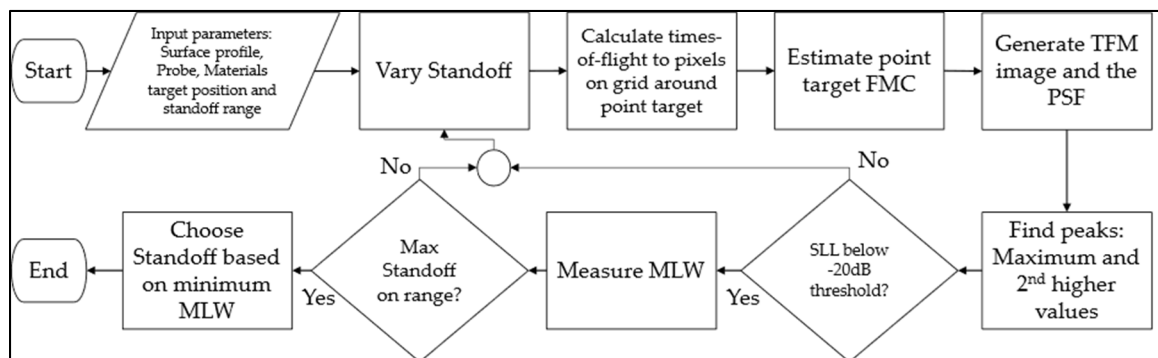 Start
Input parameters:
Surface profile,
Probe, Materials
target position and
standoff range
Vary Standoff
Calculate times-
of-flight to pixels
on grid around
point target
Estimate point
target FMC
Generate TFM
image and the
PSF
No
No
End
Choose
Standoff based
on minimum
MLW
Yes
Max
Standoff
on range?
Measure MLW
Yes
SLL below
-20dB
threshold?
Find peaks:
Maximum and
2nd higher
values